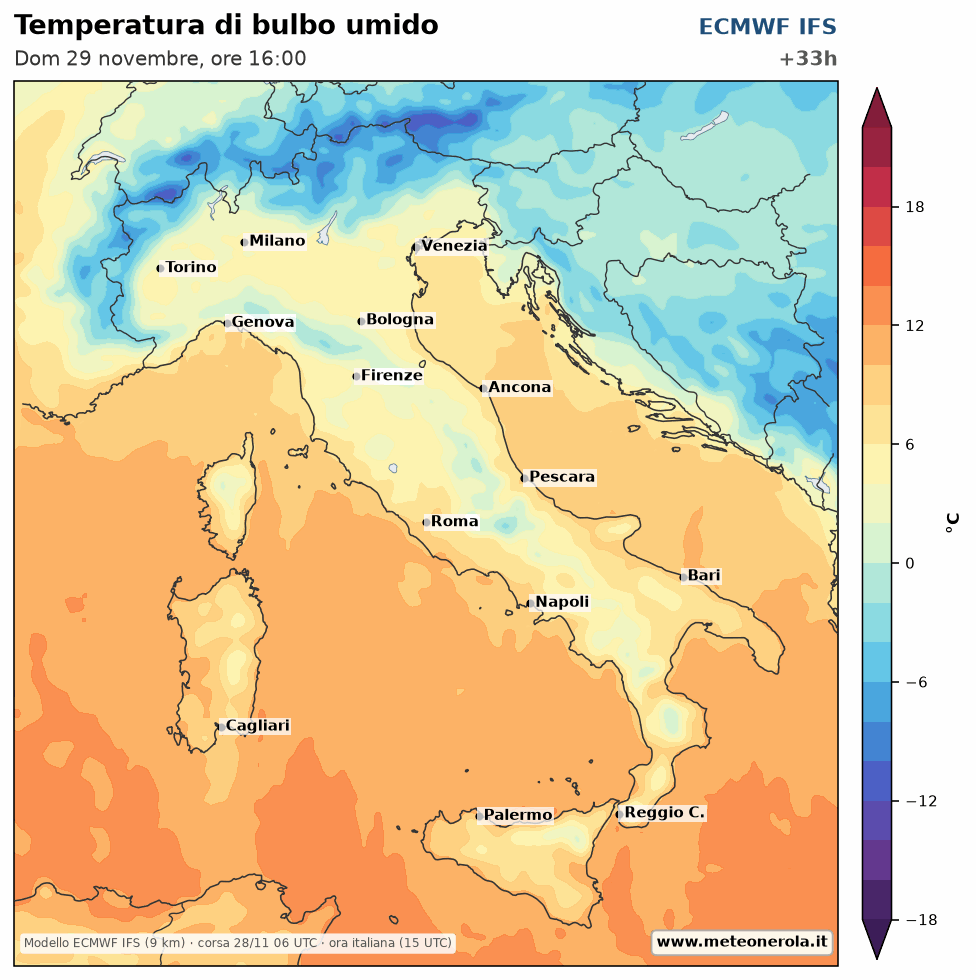 Temperatura di bulbo umido
ECMWF IFS
Dom 29 novembre, ore 16:00
+33h
Milano
Venezia
Torino
Genova
Bologna
Firenze
Ancona
Pescara
Roma
Bari
Napoli
Cagliari
Palermo
Reggio C.
18
12
6
0
−6
−12
−18
°C
Modello ECMWF IFS (9 km) · corsa 28/11 06 UTC · ora italiana (15 UTC)
www.meteonerola.it